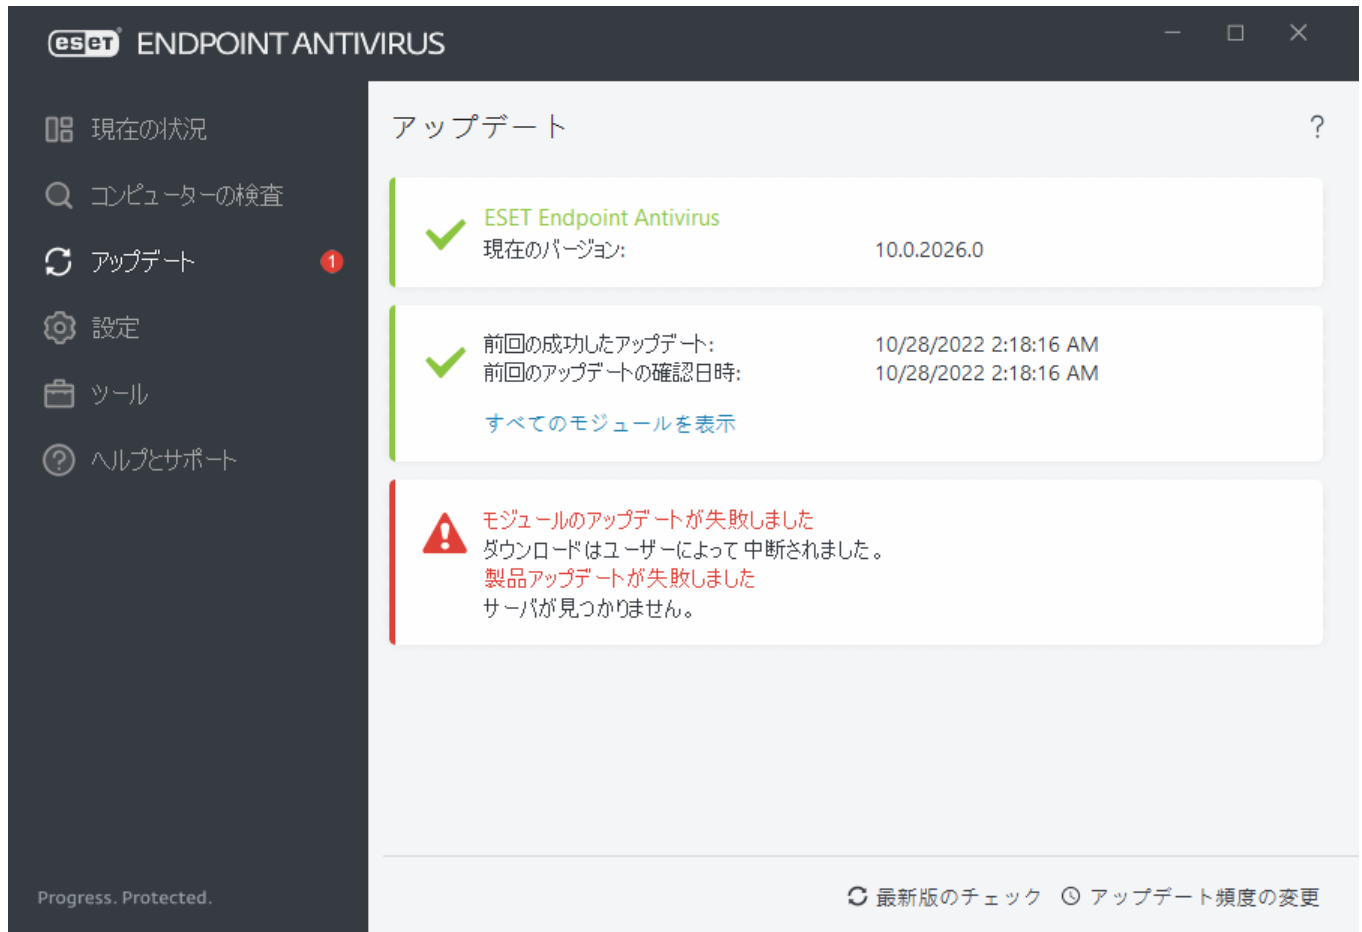 eset ENDPOINT ANTIVIRUS
現在の状況
コンピューターの検査
アップデート
1
設定
ツール
ヘルプとサポート
Progress. Protected.
アップデート
?
ESET Endpoint Antivirus
現在のバージョン: 10.0.2026.0
前回の成功したアップデート: 10/28/2022 2:18:16 AM
前回のアップデートの確認日時: 10/28/2022 2:18:16 AM
すべてのモジュールを表示
モジュールのアップデートが失敗しました
ダウンロードはユーザーによって中断されました。
製品アップデートが失敗しました
サーバが見つかりません。
最新版のチェック アップデート頻度の変更